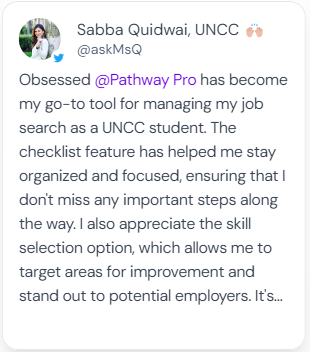 Sabba Quidwai, UNCC 🙌🏼
@askMsQ
Obsessed @Pathway Pro has become
my go-to tool for managing my job
search as a UNCC student. The
checklist feature has helped me stay
organized and focused, ensuring that I
don't miss any important steps along
the way. I also appreciate the skill
selection option, which allows me to
target areas for improvement and
stand out to potential employers. It's...